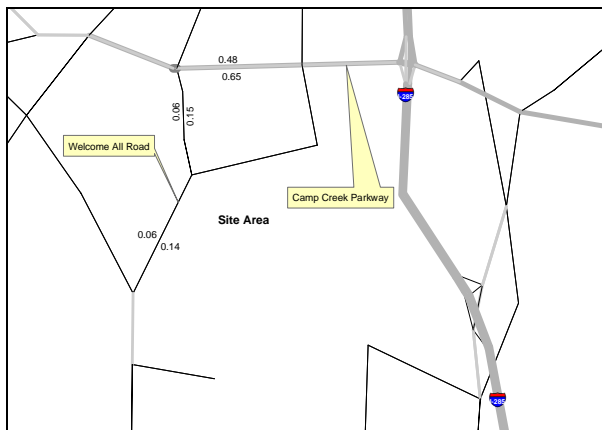 0.48
0.65
I-285
0.06
0.15
Welcome All Road
Camp Creek Parkway
Site Area
0.06
0.14
I-285